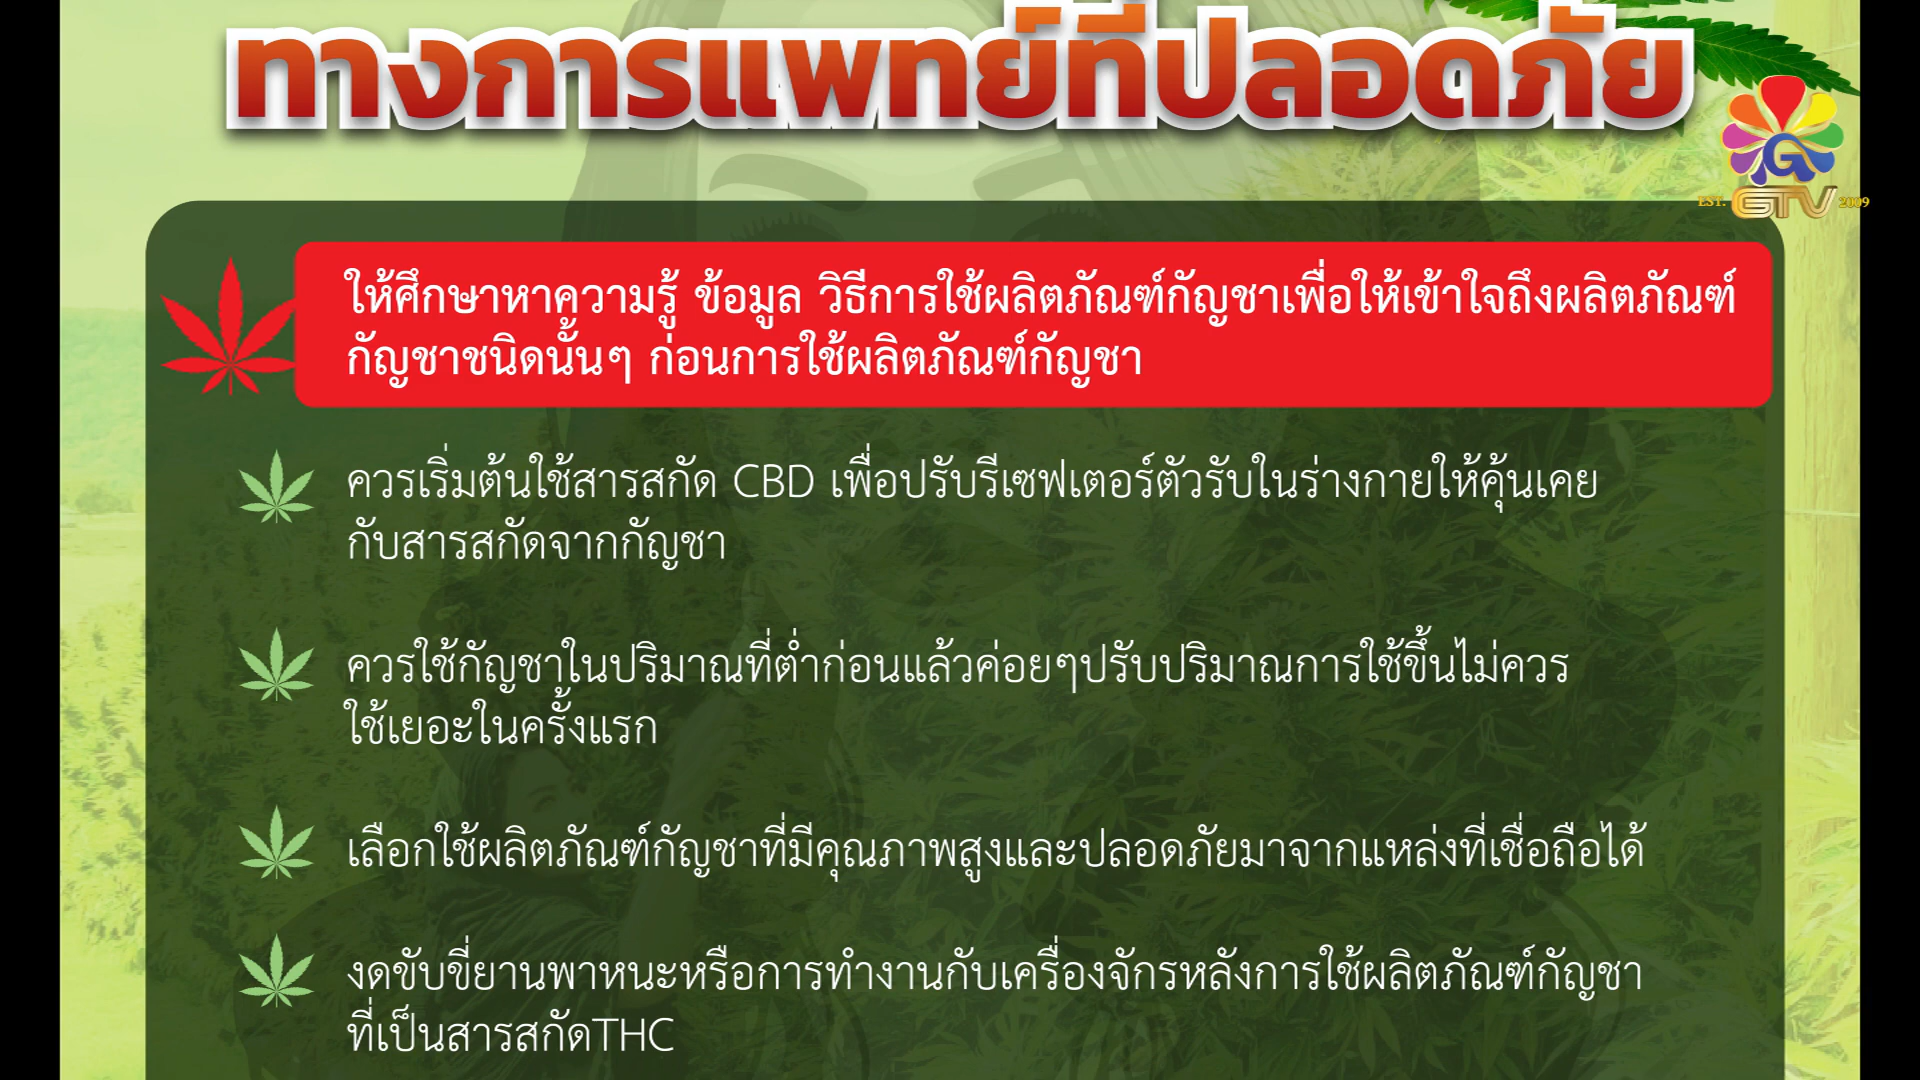 ทางการแพทย์ที่ปลอดภัย
EST. GTV 2009
ให้ศึกษาหาความรู้ ข้อมูล วิธีการใช้ผลิตภัณฑ์กัญชาเพื่อให้เข้าใจถึงผลิตภัณฑ์
กัญชาชนิดนั้นๆ ก่อนการใช้ผลิตภัณฑ์กัญชา
ควรเริ่มต้นใช้สารสกัด CBD เพื่อปรับรีเซฟเตอร์ตัวรับในร่างกายให้คุ้นเคย
กับสารสกัดจากกัญชา
ควรใช้กัญชาในปริมาณที่ต่ำก่อนแล้วค่อยๆปรับปริมาณการใช้ขึ้นไม่ควร
ใช้เยอะในครั้งแรก
เลือกใช้ผลิตภัณฑ์กัญชาที่มีคุณภาพสูงและปลอดภัยมาจากแหล่งที่เชื่อถือได้
งดขับขี่ยานพาหนะหรือการทำงานกับเครื่องจักรหลังการใช้ผลิตภัณฑ์กัญชา
ที่เป็นสารสกัดTHC